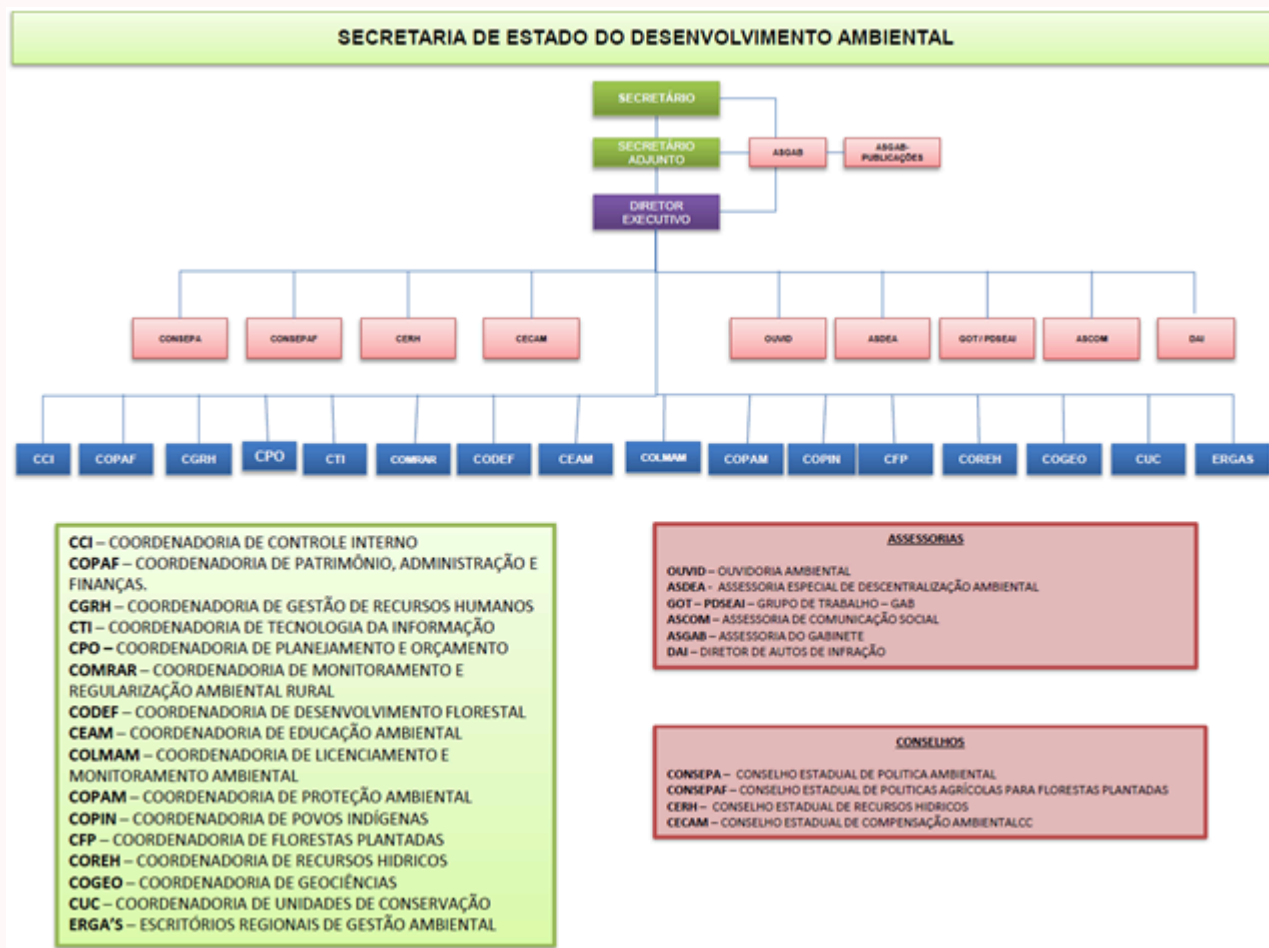 SECRETARIA DE ESTADO DO DESENVOLVIMENTO AMBIENTAL
SECRETÁRIO
SECRETÁRIO
ADJUNTO
ASGAB
ASGAB-
PUBLICAÇÕES
DIRETOR
EXECUTIVO
CONSEPA
CONSEPAF
CERH
CECAM
OUVID
ASDEA
GOT / PDSEAI
ASCOM
DAI
CCI
COPAF
CGRH
CPO
CTI
COMRAR
CODEF
CEAM
COLMAM
COPAM
COPIN
CFP
COREH
COGEO
CUC
ERGAS
CCI – COORDENADORIA DE CONTROLE INTERNO
COPAF – COORDENADORIA DE PATRIMÔNIO, ADMINISTRAÇÃO E
FINANÇAS.
CGRH – COORDENADORIA DE GESTÃO DE RECURSOS HUMANOS
CTI – COORDENADORIA DE TECNOLOGIA DA INFORMAÇÃO
CPO – COORDENADORIA DE PLANEJAMENTO E ORÇAMENTO
COMRAR – COORDENADORIA DE MONITORAMENTO E
REGULARIZAÇÃO AMBIENTAL RURAL
CODEF – COORDENADORIA DE DESENVOLVIMENTO FLORESTAL
CEAM – COORDENADORIA DE EDUCAÇÃO AMBIENTAL
COLMAM – COORDENADORIA DE LICENCIAMENTO E
MONITORAMENTO AMBIENTAL
COPAM – COORDENADORIA DE PROTEÇÃO AMBIENTAL
COPIN – COORDENADORIA DE POVOS INDÍGENAS
CFP – COORDENADORIA DE FLORESTAS PLANTADAS
COREH – COORDENADORIA DE RECURSOS HIDRICOS
COGEO – COORDENADORIA DE GEOCIÊNCIAS
CUC – COORDENADORIA DE UNIDADES DE CONSERVAÇÃO
ERGA'S – ESCRITÓRIOS REGIONAIS DE GESTÃO AMBIENTAL
ASSESSORIAS
OUVID – OUVIDORIA AMBIENTAL
ASDEA - ASSESSORIA ESPECIAL DE DESCENTRALIZAÇÃO AMBIENTAL
GOT – PDSEAI – GRUPO DE TRABALHO – GAB
ASCOM – ASSESSORIA DE COMUNICAÇÃO SOCIAL
ASGAB – ASSESSORIA DO GABINETE
DAI – DIRETOR DE AUTOS DE INFRAÇÃO
CONSELHOS
CONSEPA – CONSELHO ESTADUAL DE POLITICA AMBIENTAL
CONSEPAF – CONSELHO ESTADUAL DE POLITICAS AGRÍCOLAS PARA FLORESTAS PLANTADAS
CERH – CONSELHO ESTADUAL DE RECURSOS HIDRICOS
CECAM – CONSELHO ESTADUAL DE COMPENSAÇÃO AMBIENTALCC